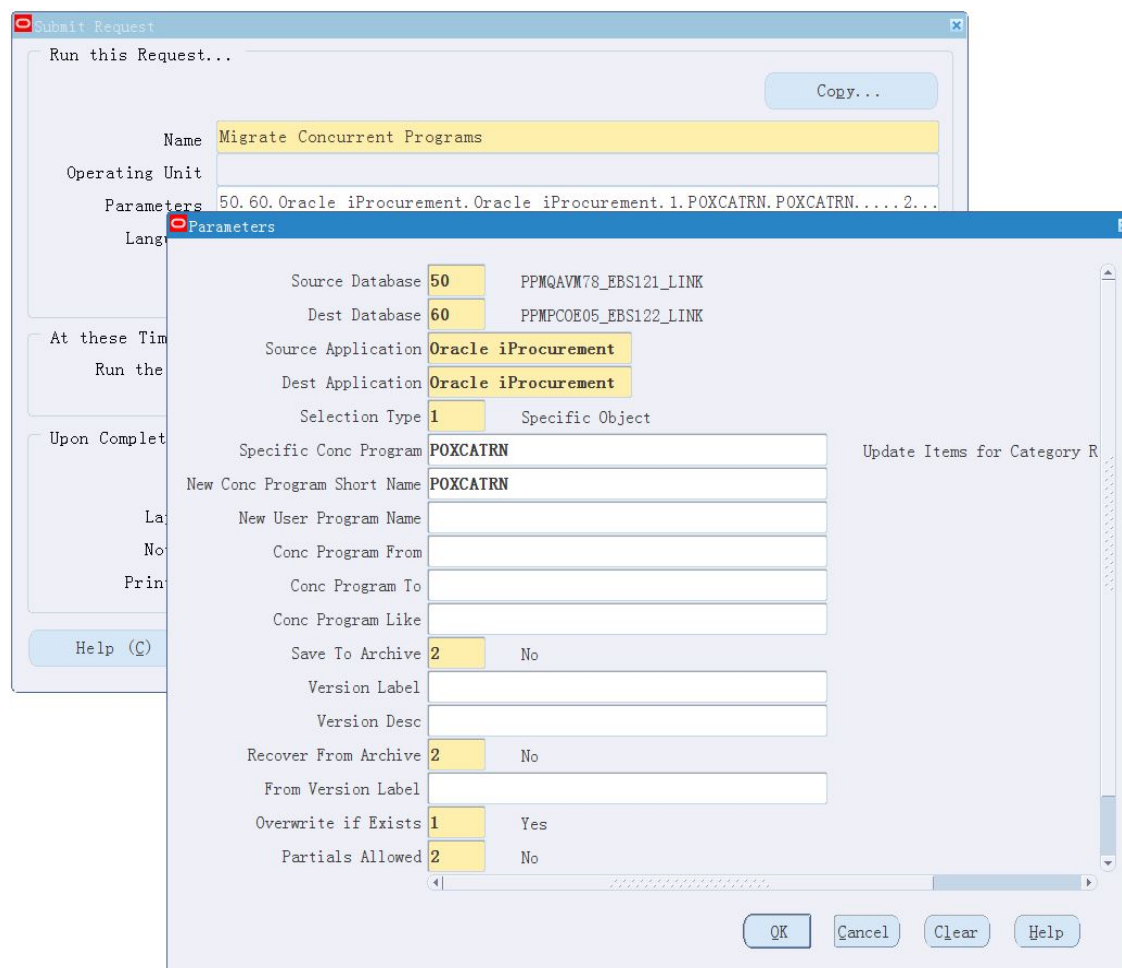 Submit Request
Run this Request...
Copy...
Name Migrate Concurrent Programs
Operating Unit
Parameters 50.60.Oracle iProcurement.Oracle iProcurement.1.POXCATRN.POXCATRN.....2...
Langu
At these Tim
Run the
Upon Complet
La
No
Prin
Help (C)
Parameters
Source Database 50 PPMQAVM78_EBS121_LINK
Dest Database 60 PPMPCOE05_EBS122_LINK
Source Application Oracle iProcurement
Dest Application Oracle iProcurement
Selection Type 1 Specific Object
Specific Conc Program POXCATRN Update Items for Category R
New Conc Program Short Name POXCATRN
New User Program Name
Conc Program From
Conc Program To
Conc Program Like
Save To Archive 2 No
Version Label
Version Desc
Recover From Archive 2 No
From Version Label
Overwrite if Exists 1 Yes
Partials Allowed 2 No
OK Cancel Clear Help